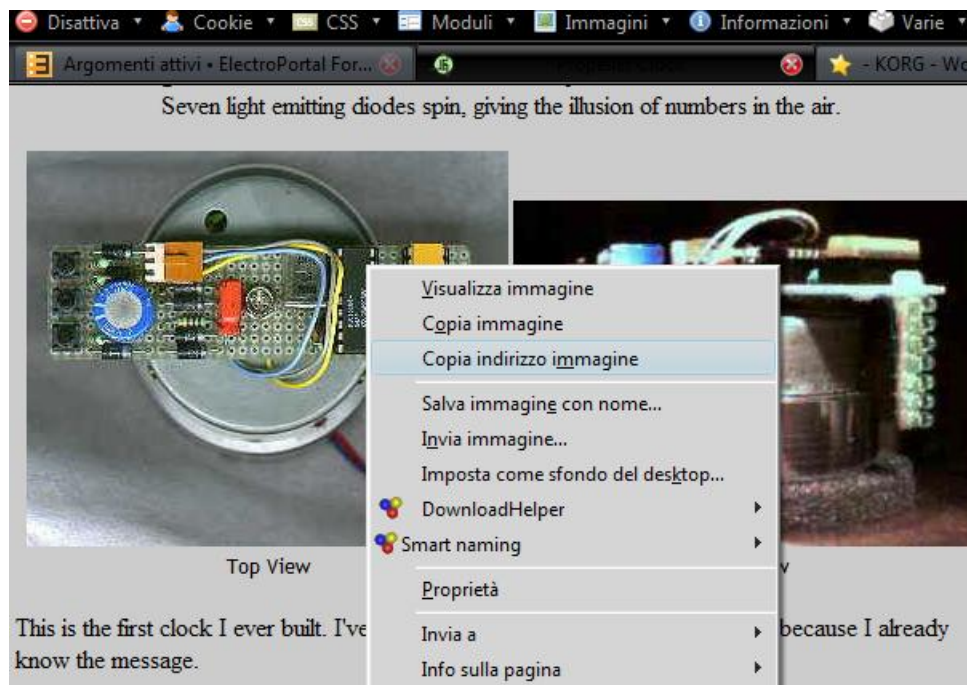 Disattiva Cookie CSS Moduli Immagini Informazioni Varie
Argomenti attivi • ElectroPortal For... Propeller Clock - KORG - Wo
Seven light emitting diodes spin, giving the illusion of numbers in the air.
Visualizza immagine
Copia immagine
Copia indirizzo immagine
Salva immagine con nome...
Invia immagine...
Imposta come sfondo del desktop...
DownloadHelper
Smart naming
Proprietà
Invia a
Info sulla pagina
Top View
This is the first clock I ever built. I've because I already
know the message.